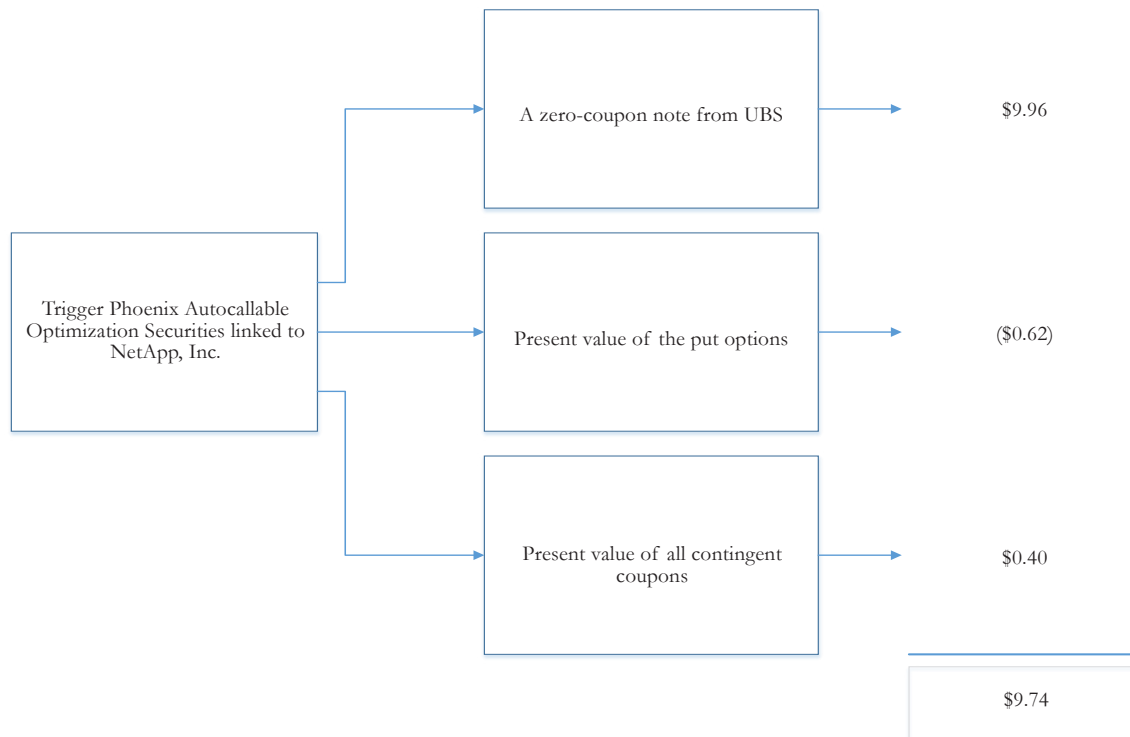 A zero-coupon note from UBS
$9.96
Trigger Phoenix Autocallable
Optimization Securities linked to
NetApp, Inc.
Present value of the put options
($0.62)
Present value of all contingent
coupons
$0.40
$9.74